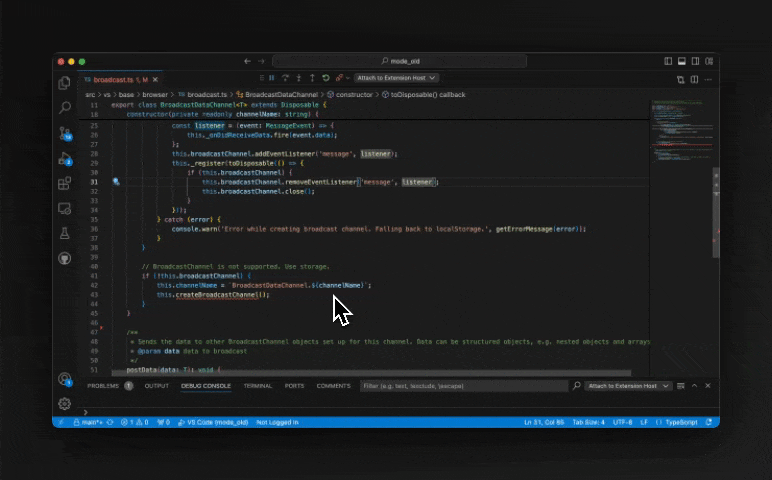 mode_old
broadcast.ts 1, M
Attach to Extension Host
src > vs > base > browser > broadcast.ts > BroadcastDataChannel > constructor > toDisposable() callback
11 export class BroadcastDataChannel<T> extends Disposable {
18 constructor(private readonly channelName: string) {
25 const listener = (event: MessageEvent) => {
26 this._onDidReceiveData.fire(event.data);
27 };
28 this.broadcastChannel.addEventListener('message', listener);
29 this._register(toDisposable(() => {
30 if (this.broadcastChannel) {
31 this.broadcastChannel.removeEventListener('message', listener);
32 this.broadcastChannel.close();
33 }
34 }));
35 } catch (error) {
36 console.warn('Error while creating broadcast channel. Falling back to localStorage.', getErrorMessage(error));
37 }
38 }
39
40 // BroadcastChannel is not supported. Use storage.
41 if (!this.broadcastChannel) {
42 this.channelName = `BroadcastDataChannel.${channelName}`;
43 this.createBroadcastChannel();
44 }
45 }
46
47 /**
48 * Sends the data to other BroadcastChannel objects set up for this channel. Data can be structured objects, e.g. nested objects and arrays
49 * @param data data to broadcast
50 */
51 postData(data: T): void {
PROBLEMS 1 OUTPUT DEBUG CONSOLE TERMINAL PORTS COMMENTS Filter (e.g. text, !exclude, \escape) Attach to Extension Host
main* 1 0 0 VS Code (mode_old) Not Logged In Ln 31, Col 65 Tab Size: 4 UTF-8 LF {} TypeScript